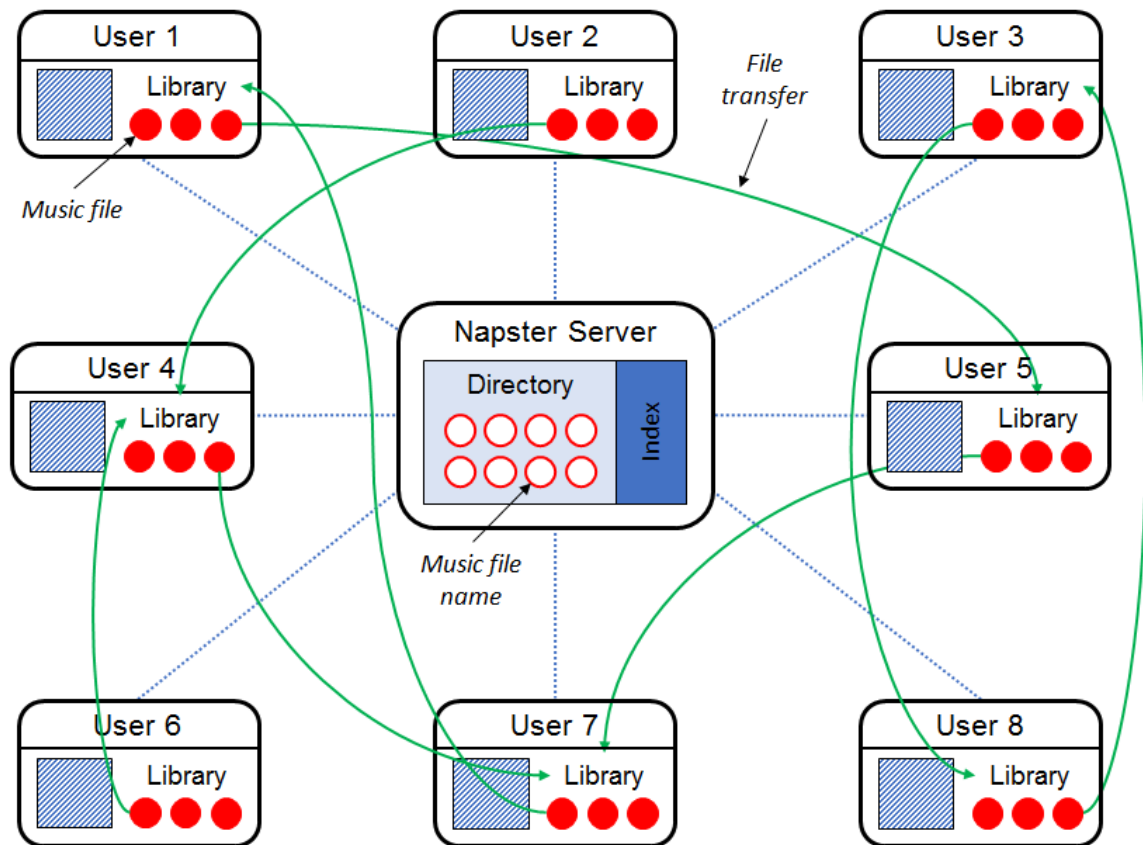 User 1
Library
Music file
User 2
Library
File
transfer
User 3
Library
User 4
Library
Napster Server
Directory
Index
Music file
name
User 5
Library
User 6
Library
User 7
Library
User 8
Library